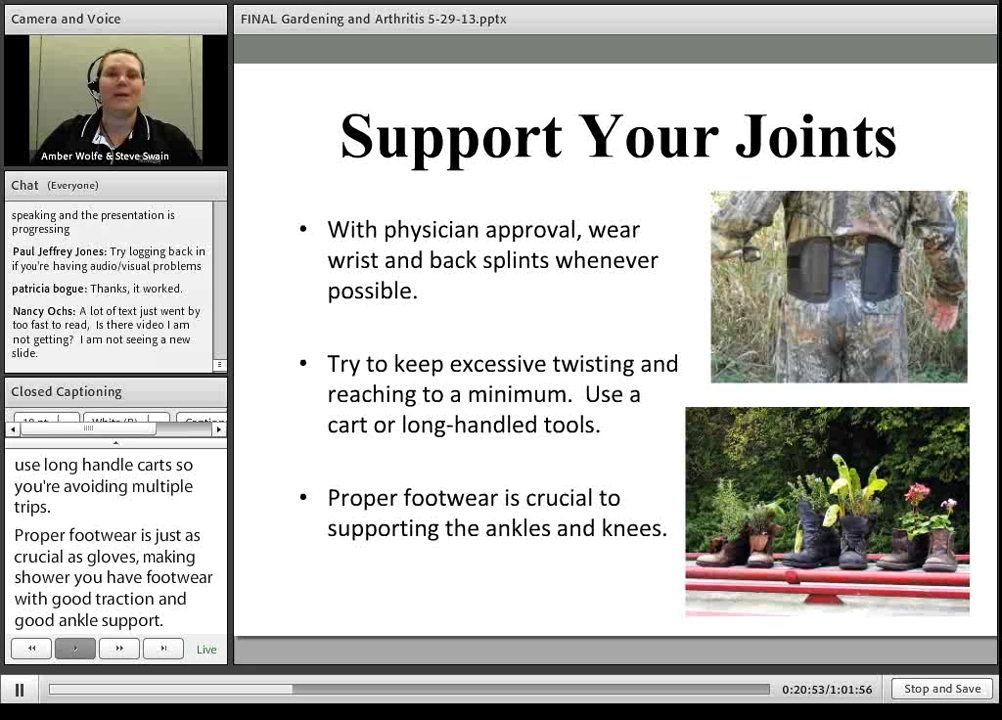 Camera and Voice
FINAL Gardening and Arthritis 5-29-13.pptx
Amber Wolfe & Steve Swain
Chat (Everyone)
speaking and the presentation is
progressing
Paul Jeffrey Jones: Try logging back in
if you're having audio/visual problems
patricia bogue: Thanks, it worked.
Nancy Ochs: A lot of text just went by
too fast to read, Is there video I am
not getting? I am not seeing a new
slide.
Closed Captioning
use long handle carts so
you're avoiding multiple
trips.
Proper footwear is just as
crucial as gloves, making
shower you have footwear
with good traction and
good ankle support.
Live
Support Your Joints
• With physician approval, wear
wrist and back splints whenever
possible.
• Try to keep excessive twisting and
reaching to a minimum. Use a
cart or long-handled tools.
• Proper footwear is crucial to
supporting the ankles and knees.
0:20:53/1:01:56
Stop and Save